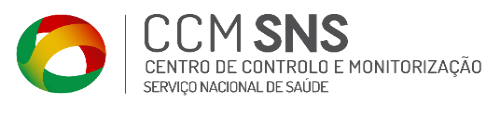 CCM SNS
CENTRO DE CONTROLO E MONITORIZAÇÃO
SERVIÇO NACIONAL DE SAÚDE